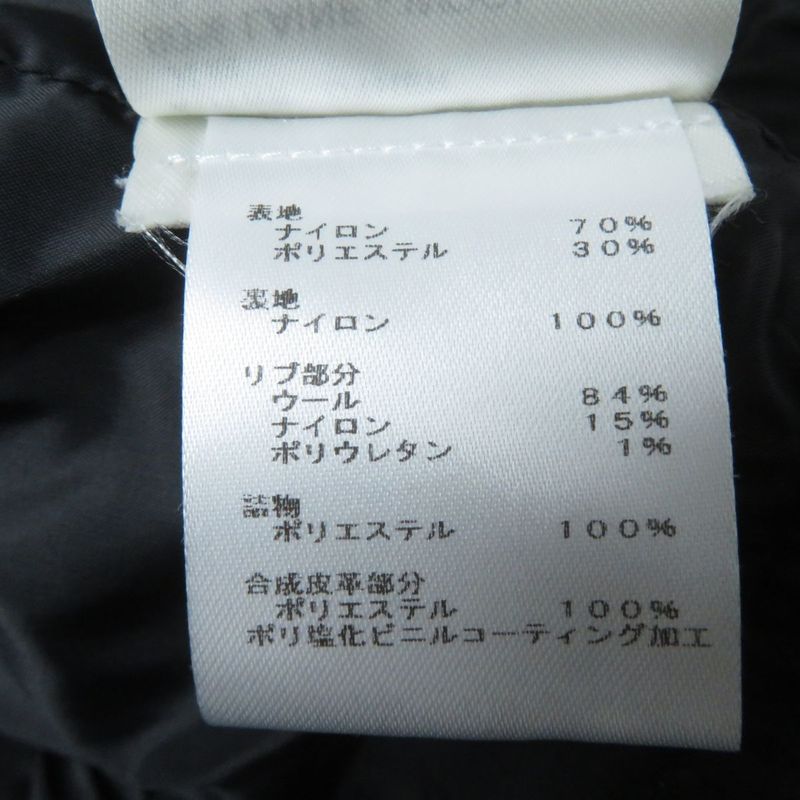 表地
ナイロン 70%
ポリエステル 30%
裏地
ナイロン 100%
リブ部分
ウール 84%
ナイロン 15%
ポリウレタン 1%
詰物
ポリエステル 100%
合成皮革部分
ポリエステル 100%
ポリ塩化ビニルコーティング加工